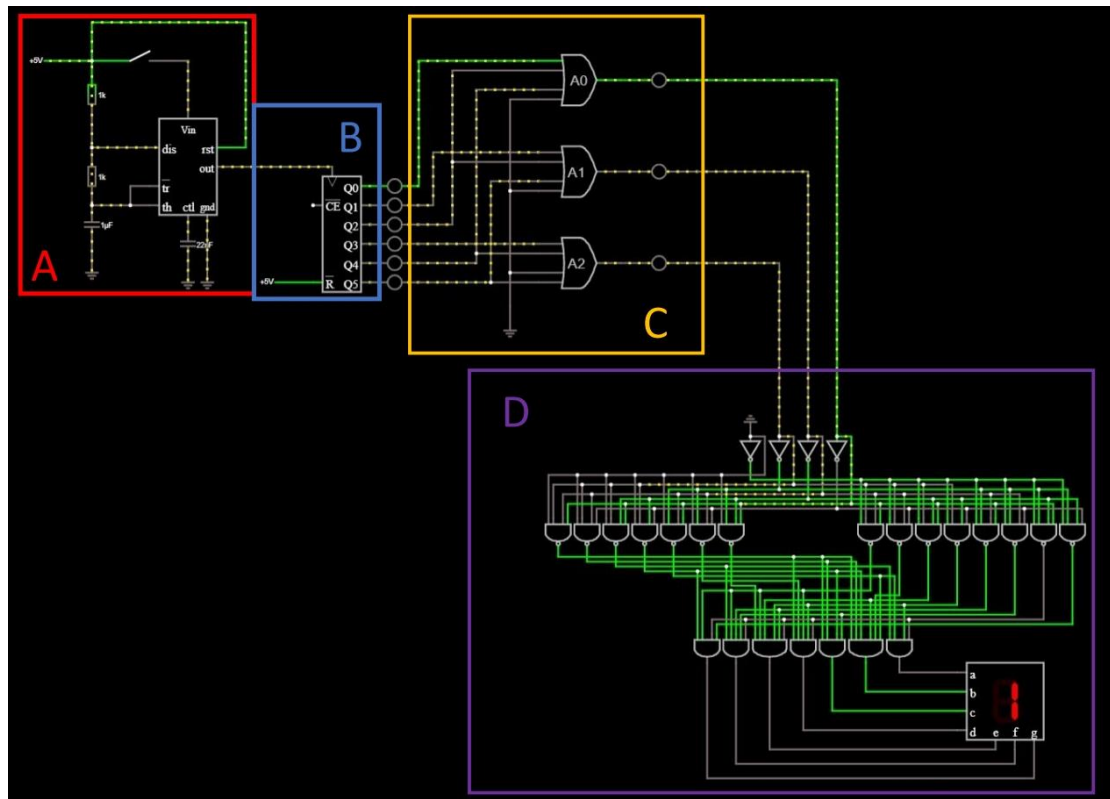 +5V
1k
Vin
dis
rst
out
1k
tr
th
ctl
gnd
1µF
22nF
A
B
Q0
CE
Q1
Q2
Q3
Q4
+5V
R
Q5
A0
A1
A2
C
D
a
b
c
d
e
f
g
1